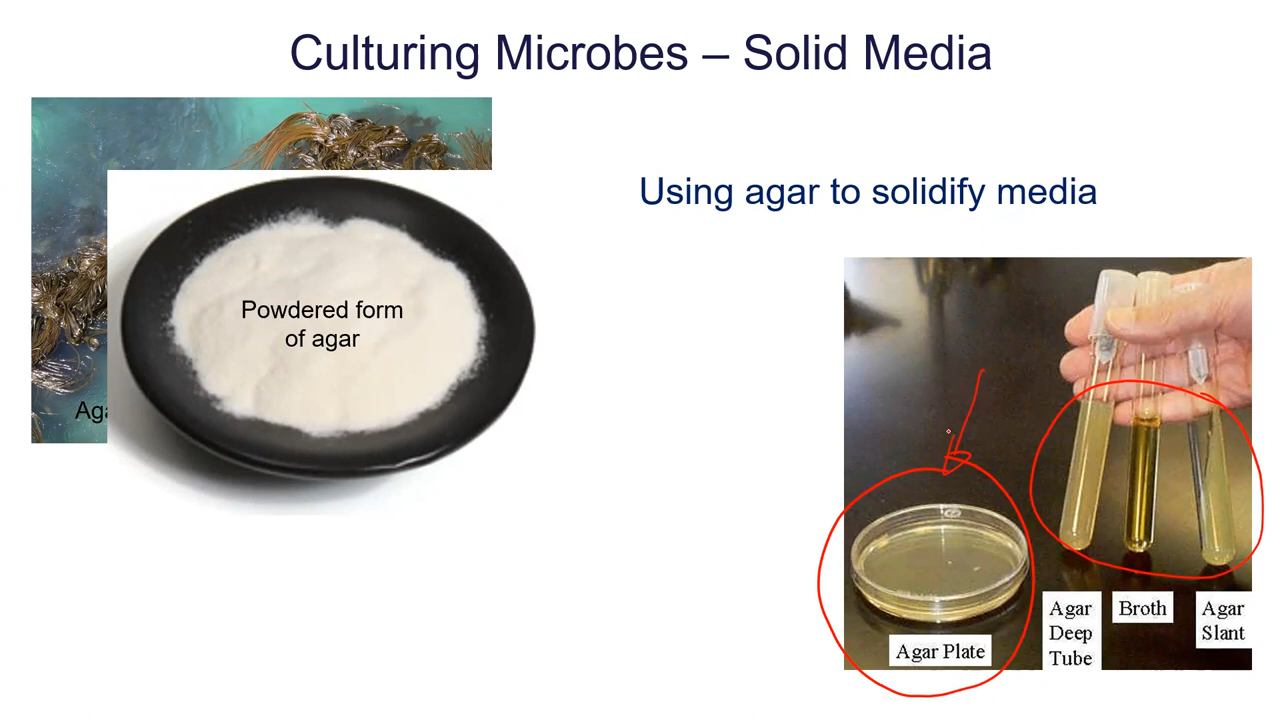 Culturing Microbes – Solid Media
Using agar to solidify media
Powdered form
of agar
Agar Plate
Agar
Deep
Tube
Broth
Agar
Slant